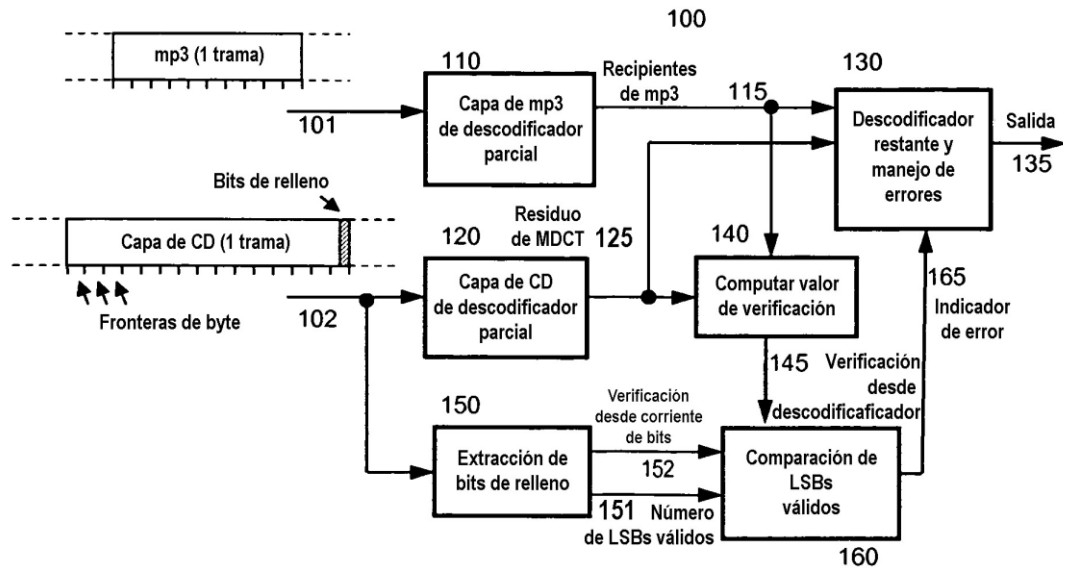 100
mp3 (1 trama)
110
Capa de mp3
de descodificador
parcial
Recipientes
de mp3
115
130
Descodificador
restante y
manejo de
errores
Salida
135
101
Bits de relleno
Capa de CD (1 trama)
Fronteras de byte
102
120
Capa de CD
de descodificador
parcial
Residuo
de MDCT
125
140
Computar valor
de verificación
165
Indicador
de error
145
Verificación
desde
descodificaficador
150
Extracción de
bits de relleno
Verificación
desde corriente
de bits
152
151
Número
de LSBs válidos
Comparación de
LSBs
válidos
160